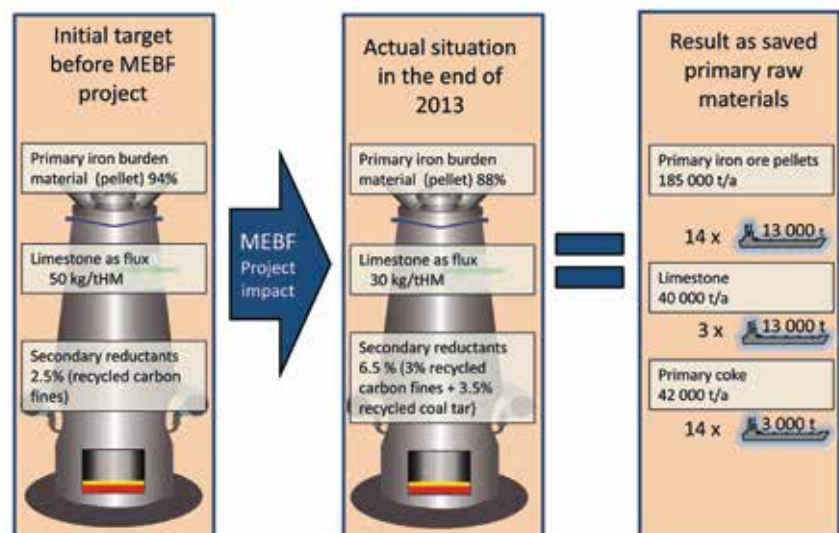 Initial target
before MEBF
project
Primary iron burden
material (pellet) 94%
Limestone as flux
50 kg/tHM
Secondary reductants
2.5% (recycled carbon
fines)
MEBF
Project
impact
Actual situation
in the end of
2013
Primary iron burden
material (pellet) 88%
Limestone as flux
30 kg/tHM
Secondary reductants
6.5 % (3% recycled
carbon fines + 3.5%
recycled coal tar)
Result as saved
primary raw
materials
Primary iron ore pellets
185 000 t/a
14 x 13 000 t
Limestone
40 000 t/a
3 x 13 000 t
Primary coke
42 000 t/a
14 x 3 000 t